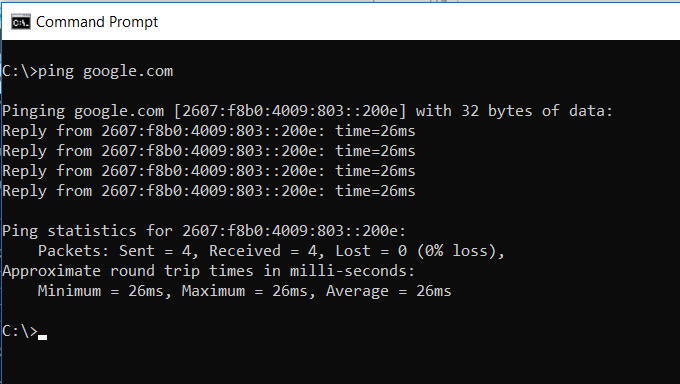 Command Prompt
C:\>ping google.com
Pinging google.com [2607:f8b0:4009:803::200e] with 32 bytes of data:
Reply from 2607:f8b0:4009:803::200e: time=26ms
Reply from 2607:f8b0:4009:803::200e: time=26ms
Reply from 2607:f8b0:4009:803::200e: time=26ms
Reply from 2607:f8b0:4009:803::200e: time=26ms
Ping statistics for 2607:f8b0:4009:803::200e:
    Packets: Sent = 4, Received = 4, Lost = 0 (0% loss),
Approximate round trip times in milli-seconds:
    Minimum = 26ms, Maximum = 26ms, Average = 26ms
C:\>